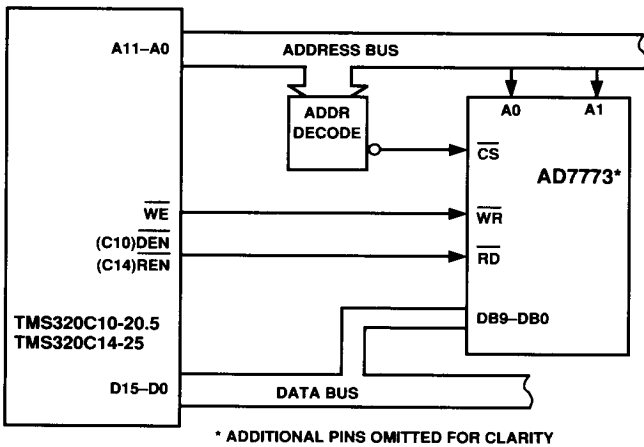 A11–A0
ADDRESS BUS
ADDR
DECODE
A0
A1
CS
AD7773*
WE
WR
(C10)DEN
(C14)REN
RD
TMS320C10-20.5
TMS320C14-25
DB9–DB0
D15–D0
DATA BUS
* ADDITIONAL PINS OMITTED FOR CLARITY